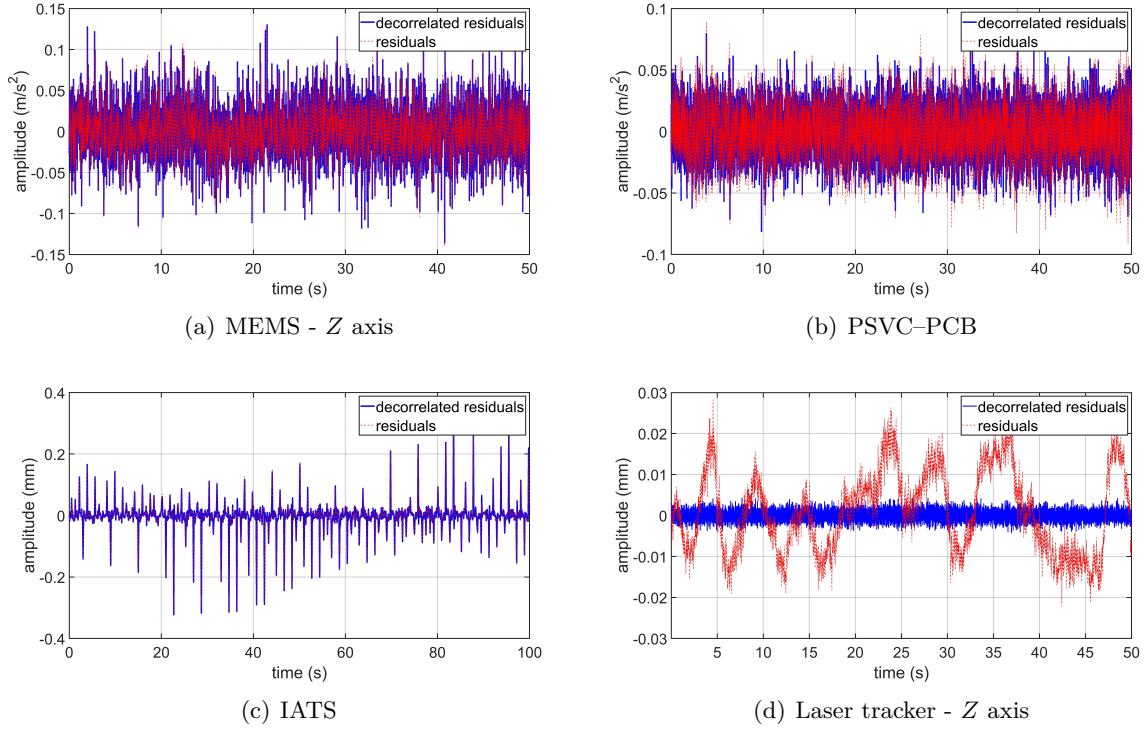 0.15
0.1
0.05
0
-0.05
-0.1
-0.15
amplitude (m/s²)
0 10 20 30 40 50
time (s)
decorrelated residuals
residuals
(a) MEMS - Z axis
0.1
0.05
0
-0.05
-0.1
amplitude (m/s²)
0 10 20 30 40 50
time (s)
decorrelated residuals
residuals
(b) PSVC–PCB
0.4
0.2
0
-0.2
-0.4
amplitude (mm)
0 20 40 60 80 100
time (s)
decorrelated residuals
residuals
(c) IATS
0.03
0.02
0.01
0
-0.01
-0.02
-0.03
amplitude (mm)
5 10 15 20 25 30 35 40 45 50
time (s)
decorrelated residuals
residuals
(d) Laser tracker - Z axis